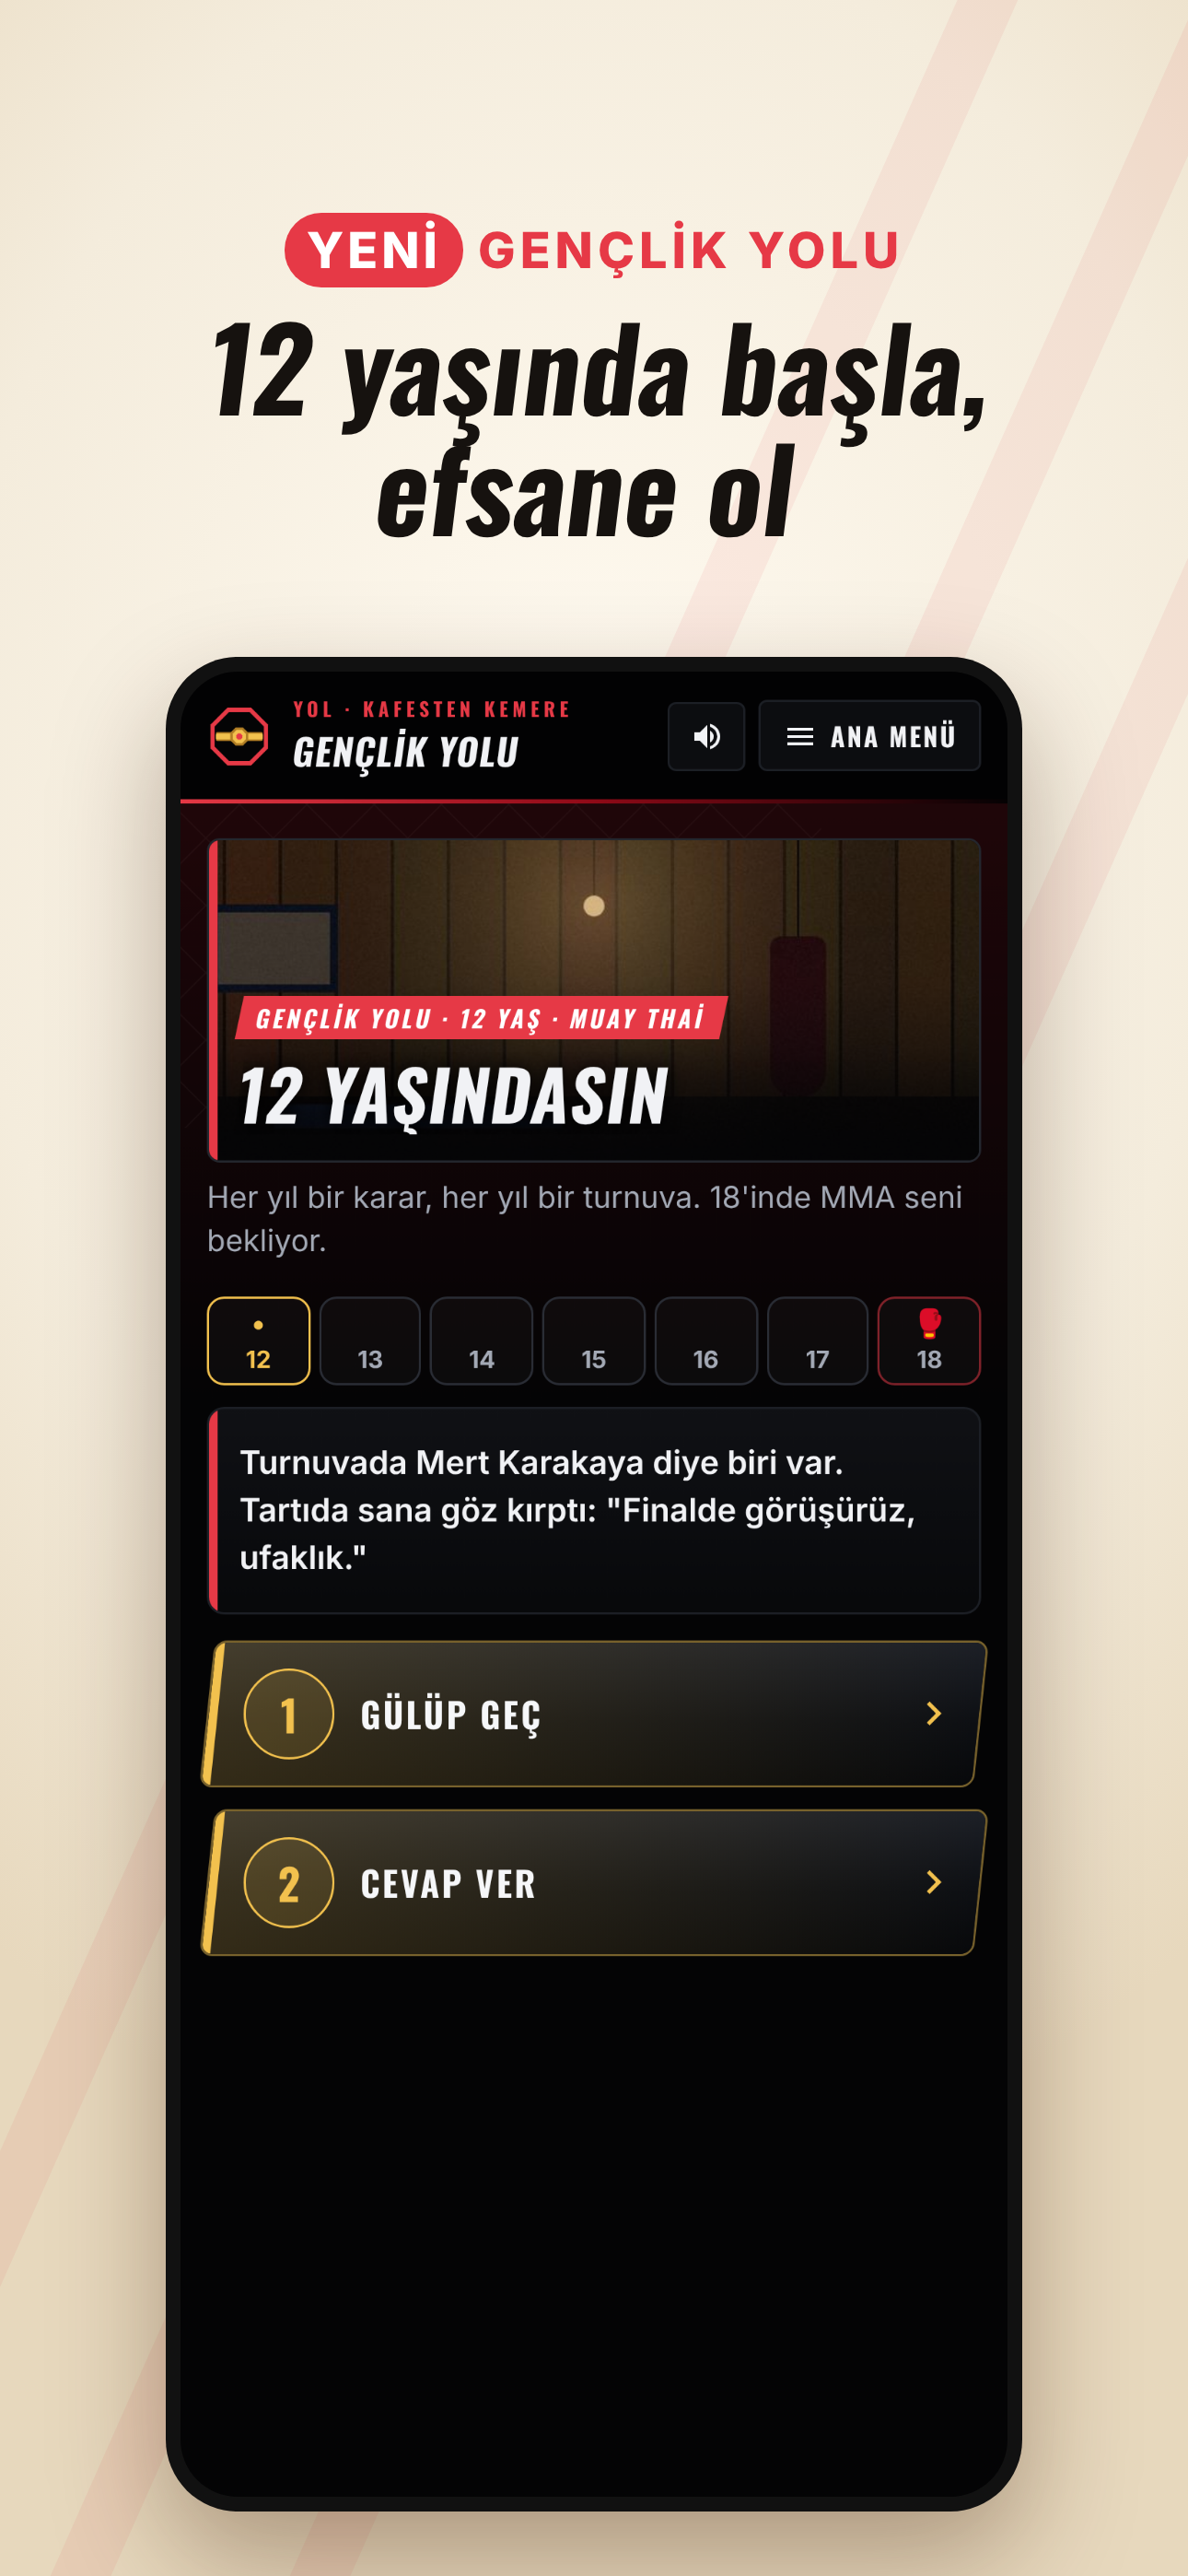 YENİ GENÇLİK YOLU
12 yaşında başla,
efsane ol
YOL · KAFESTEN KEMERE
GENÇLİK YOLU
ANA MENÜ
GENÇLİK YOLU · 12 YAŞ · MUAY THAİ
12 YAŞINDASIN
Her yıl bir karar, her yıl bir turnuva. 18'inde MMA seni
bekliyor.
12 13 14 15 16 17 18
Turnuvada Mert Karakaya diye biri var.
Tartıda sana göz kırptı: "Finalde görüşürüz,
ufaklık."
1 GÜLÜP GEÇ
2 CEVAP VER